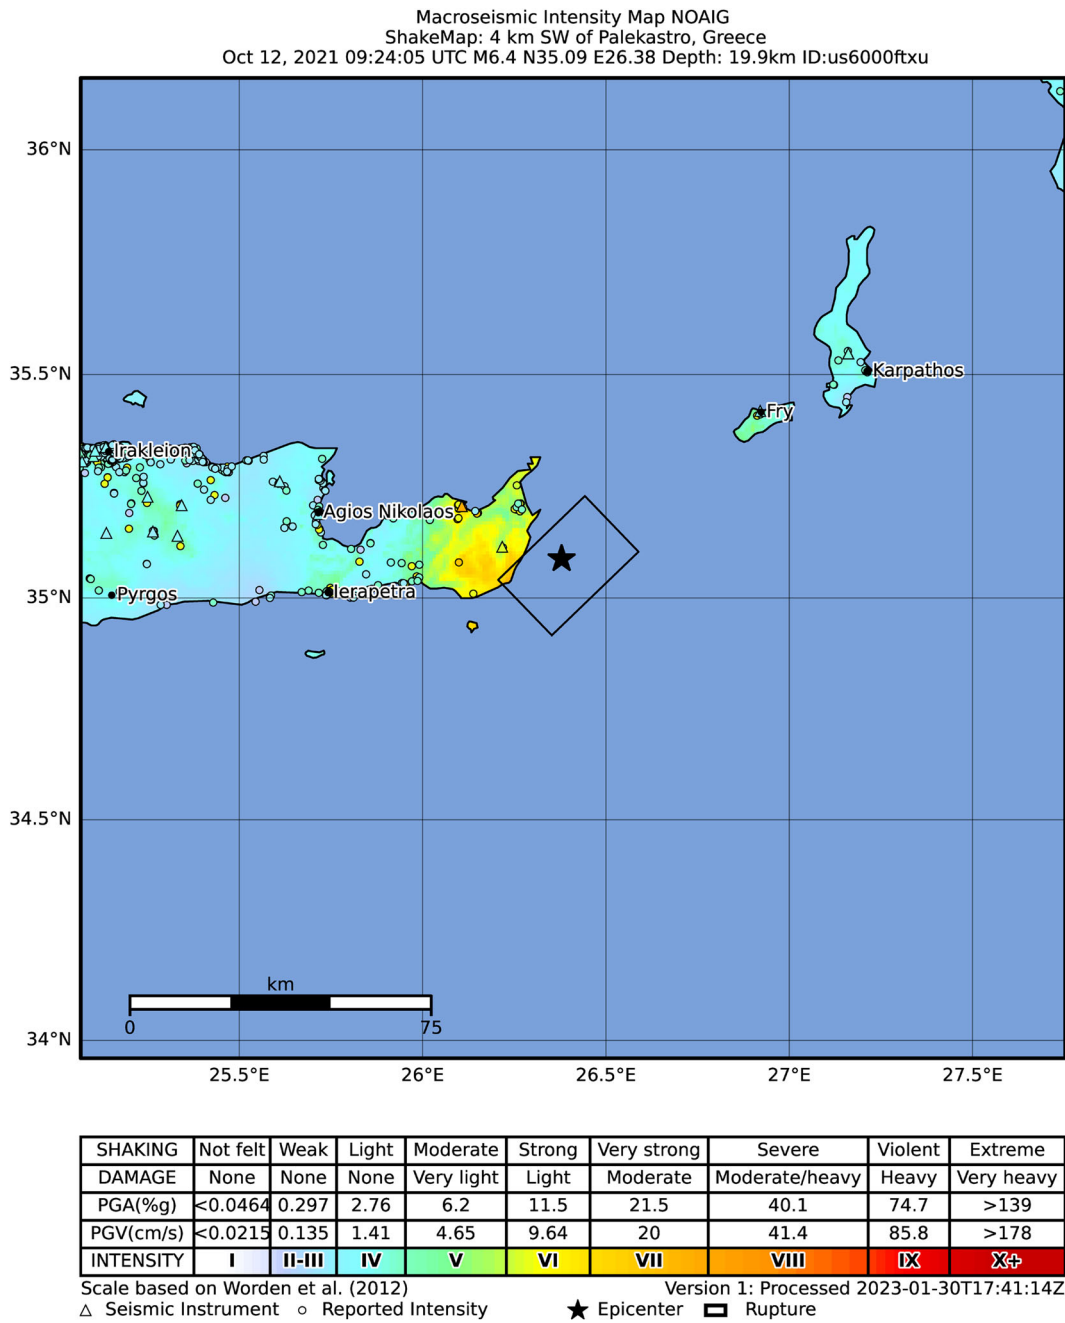 Macroseismic Intensity Map NOAIG
ShakeMap: 4 km SW of Palekastro, Greece
Oct 12, 2021 09:24:05 UTC M6.4 N35.09 E26.38 Depth: 19.9km ID:us6000ftxu
36°N
35.5°N
Karpathos
Fry
Irakleion
Agios Nikolaos
35°N
Pyrgos
Ierapetra
34.5°N
km
0 75
34°N
25.5°E 26°E 26.5°E 27°E 27.5°E
SHAKING Not felt Weak Light Moderate Strong Very strong Severe Violent Extreme
DAMAGE None None None Very light Light Moderate Moderate/heavy Heavy Very heavy
PGA(%g) <0.0464 0.297 2.76 6.2 11.5 21.5 40.1 74.7 >139
PGV(cm/s) <0.0215 0.135 1.41 4.65 9.64 20 41.4 85.8 >178
INTENSITY I II-III IV V VI VII VIII IX X+
Scale based on Worden et al. (2012) Version 1: Processed 2023-01-30T17:41:14Z
Seismic Instrument Reported Intensity Epicenter Rupture